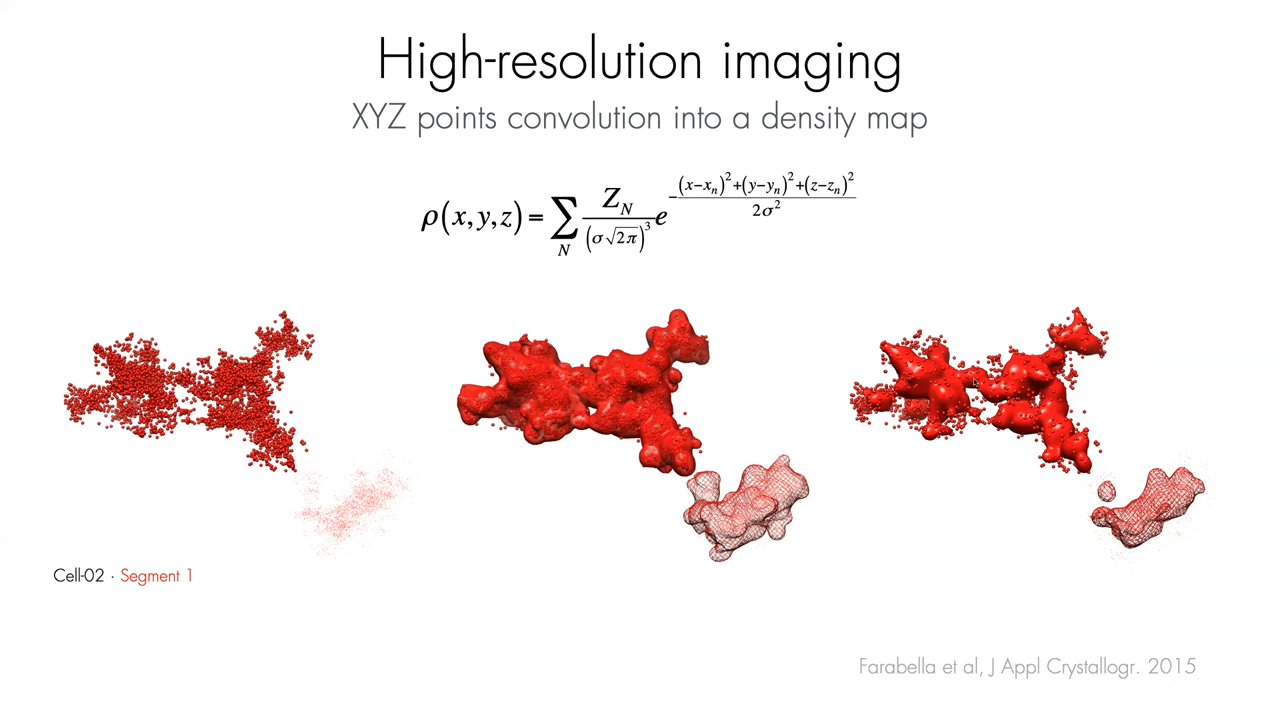 High-resolution imaging
XYZ points convolution into a density map
ρ(x,y,z) = ∑_N Z_N/(σ√2π)^3 e^{-((x−x_n)^2+(y−y_n)^2+(z−z_n)^2)/2σ^2}
Cell-02 · Segment 1
Farabella et al, J Appl Crystallogr. 2015